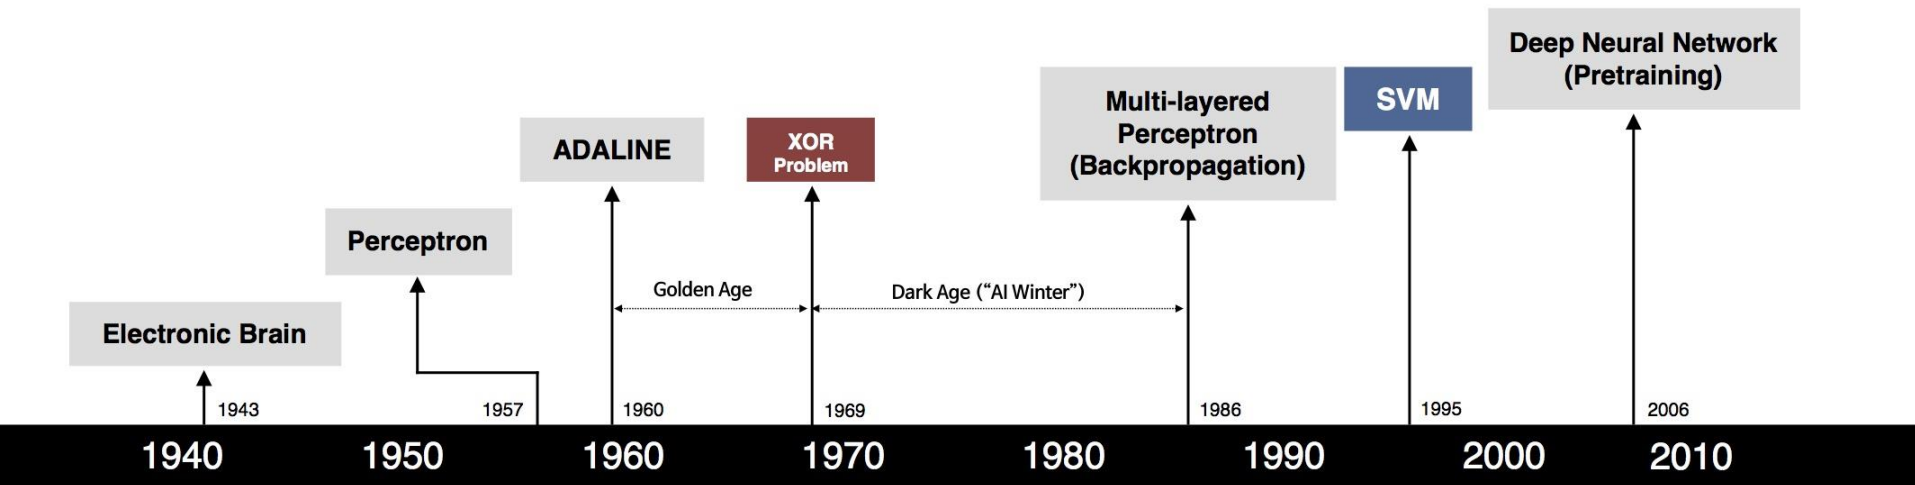 Deep Neural Network
(Pretraining)
Multi-layered
Perceptron
(Backpropagation)
SVM
ADALINE
XOR
Problem
Perceptron
Golden Age
Dark Age (“AI Winter”)
Electronic Brain
1943
1957
1960
1969
1986
1995
2006
1940
1950
1960
1970
1980
1990
2000
2010